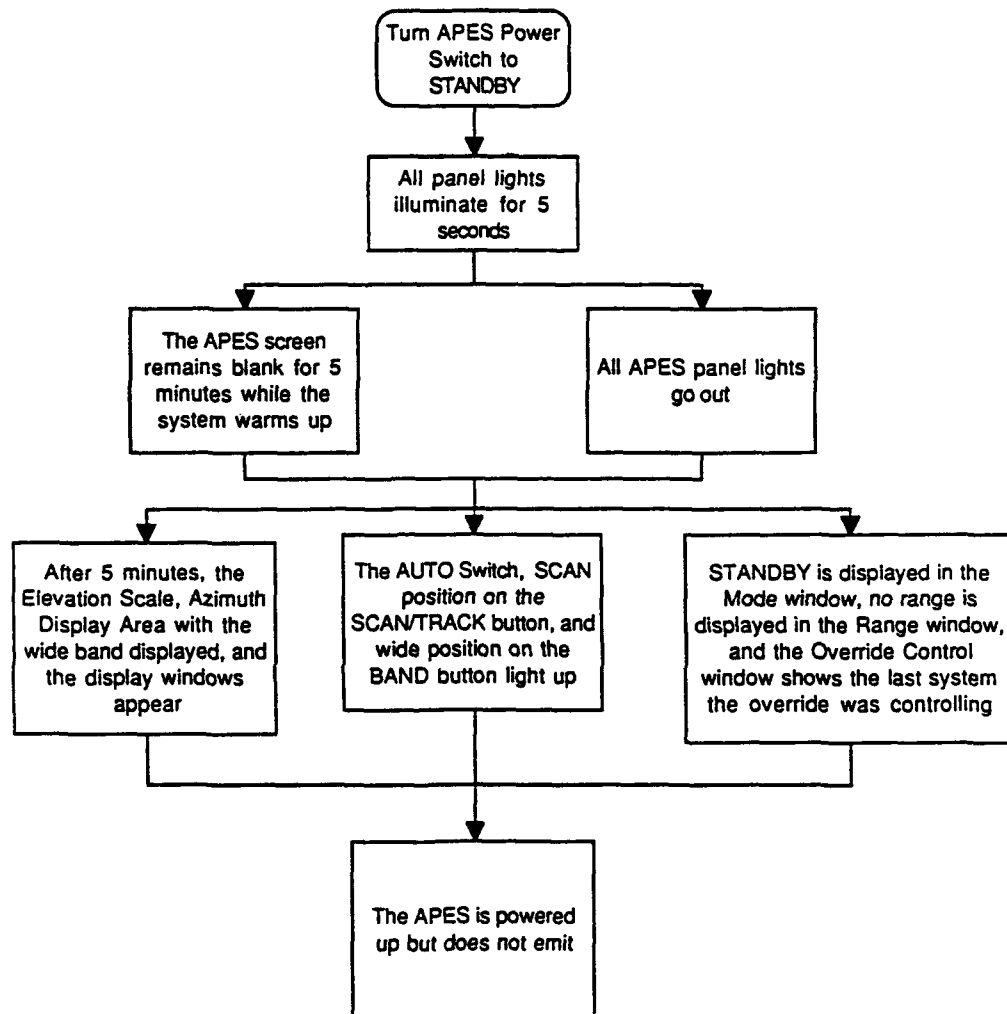 Turn APES Power
Switch to
STANDBY
All panel lights
illuminate for 5
seconds
The APES screen
remains blank for 5
minutes while the
system warms up
All APES panel lights
go out
After 5 minutes, the
Elevation Scale, Azimuth
Display Area with the
wide band displayed, and
the display windows
appear
The AUTO Switch, SCAN
position on the
SCAN/TRACK button, and
wide position on the
BAND button light up
STANDBY is displayed in the
Mode window, no range is
displayed in the Range window,
and the Override Control
window shows the last system
the override was controlling
The APES is powered
up but does not emit